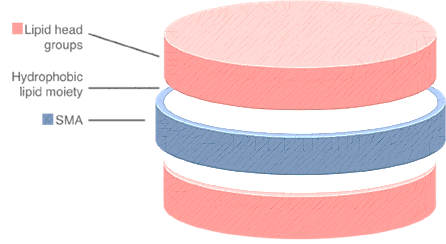 Lipid head
groups
Hydrophobic
lipid moiety
SMA